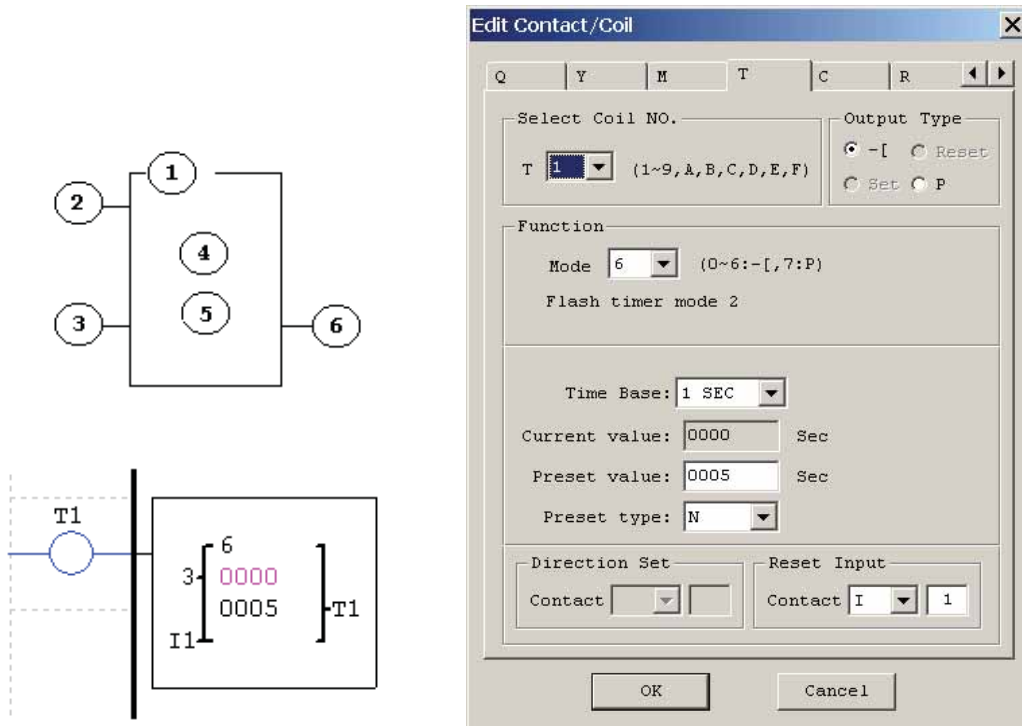 1
2
4
5
3
6
T1
6
3
0000
0005
T1
I1
Edit Contact/Coil
Q Y M T C R
Select Coil NO.
T 1 (1~9,A,B,C,D,E,F)
Output Type
-[ Reset
Set P
Function
Mode 6 (0~6:-[,7:P)
Flash timer mode 2
Time Base: 1 SEC
Current value: 0000 Sec
Preset value: 0005 Sec
Preset type: N
Direction Set
Contact
Reset Input
Contact I 1
OK Cancel